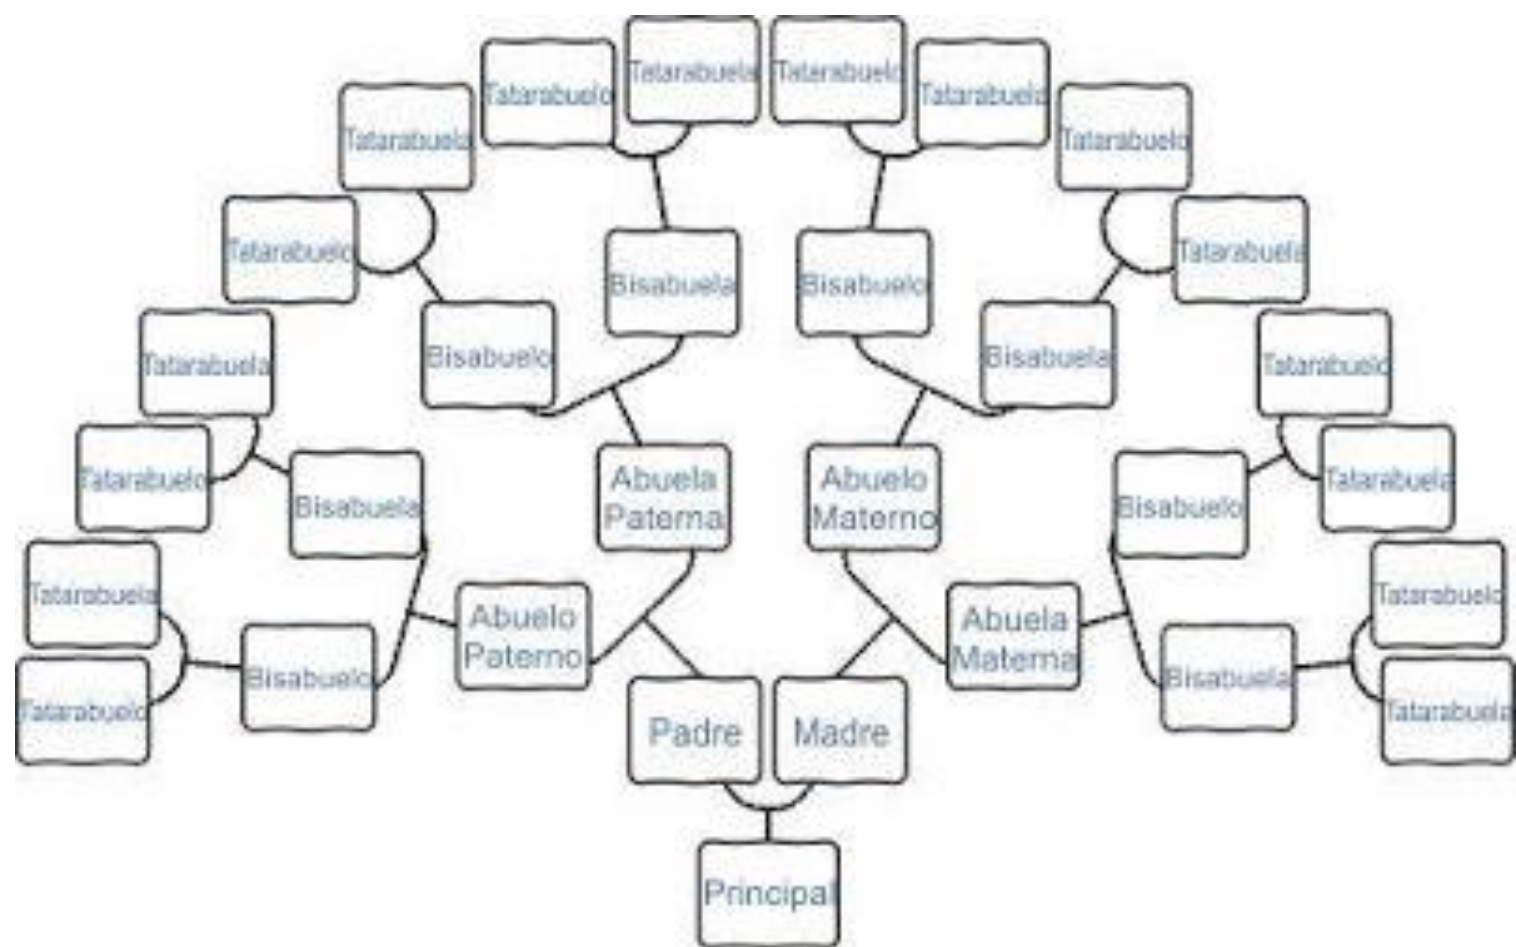 Tatarabuela
Tatarabuelo
Tatarabuelo
Tatarabuela
Tatarabuela
Tatarabuelo
Tatarabuelo
Tatarabuela
Bisabuela
Bisabuelo
Bisabuelo
Bisabuela
Tatarabuela
Tatarabuelo
Tatarabuelo
Tatarabuela
Bisabuela
Bisabuelo
Abuela
Paterna
Abuelo
Materno
Tatarabuela
Tatarabuelo
Abuelo
Paterno
Abuela
Materna
Bisabuelo
Bisabuela
Tatarabuelo
Tatarabuela
Padre
Madre
Principal